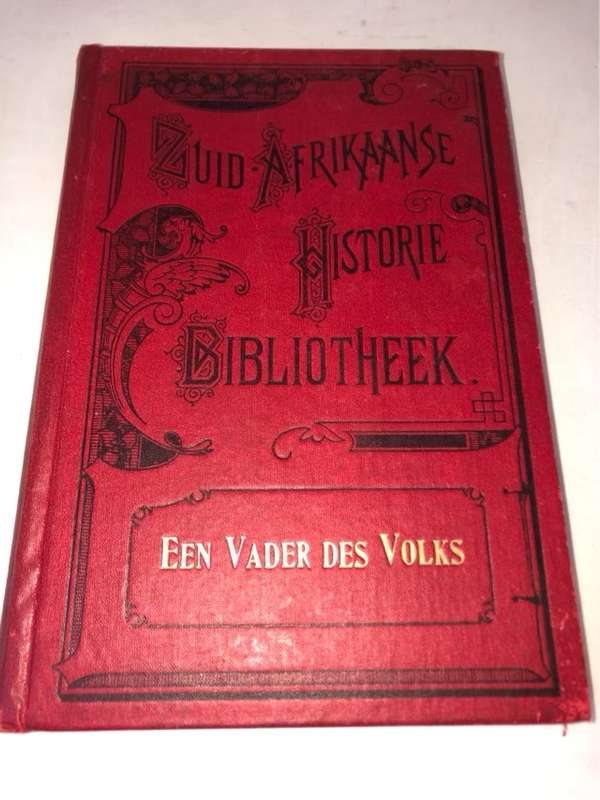 Zuid-Afrikaanse
Historie
Bibliotheek.
Een Vader des Volks